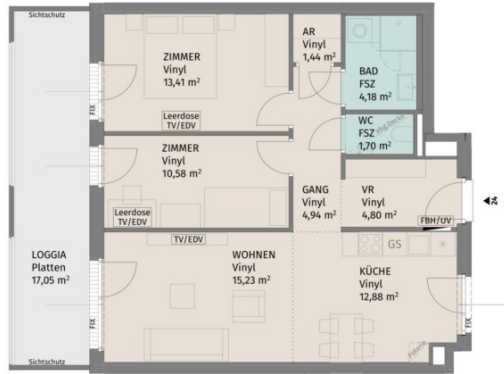 Sichtschutz
ZIMMER
Vinyl
13,41 m²
AR
Vinyl
1,44 m²
BAD
FSZ
4,18 m²
FIX
Leerdose
TV/EDV
WC
FSZ
1,70 m²
abg. Decke
ZIMMER
Vinyl
10,58 m²
Leerdose
TV/EDV
GANG
Vinyl
4,94 m²
VR
Vinyl
4,80 m²
FBH/UV
24
TV/EDV
LOGGIA
Platten
17,05 m²
WOHNEN
Vinyl
15,23 m²
GS
KÜCHE
Vinyl
12,88 m²
FIX
FIX
Sichtschutz